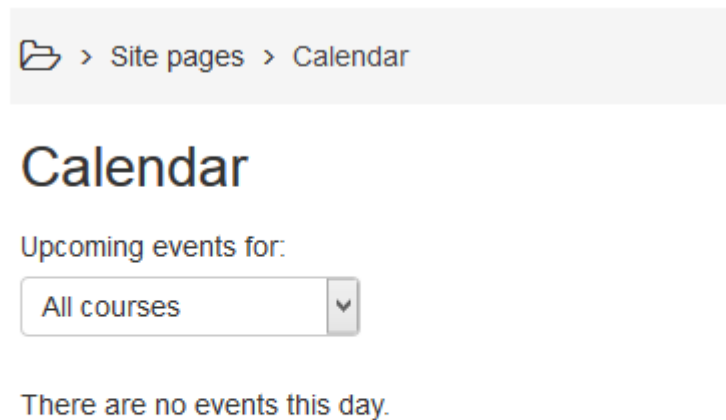 > Site pages > Calendar
Calendar
Upcoming events for:
All courses
There are no events this day.